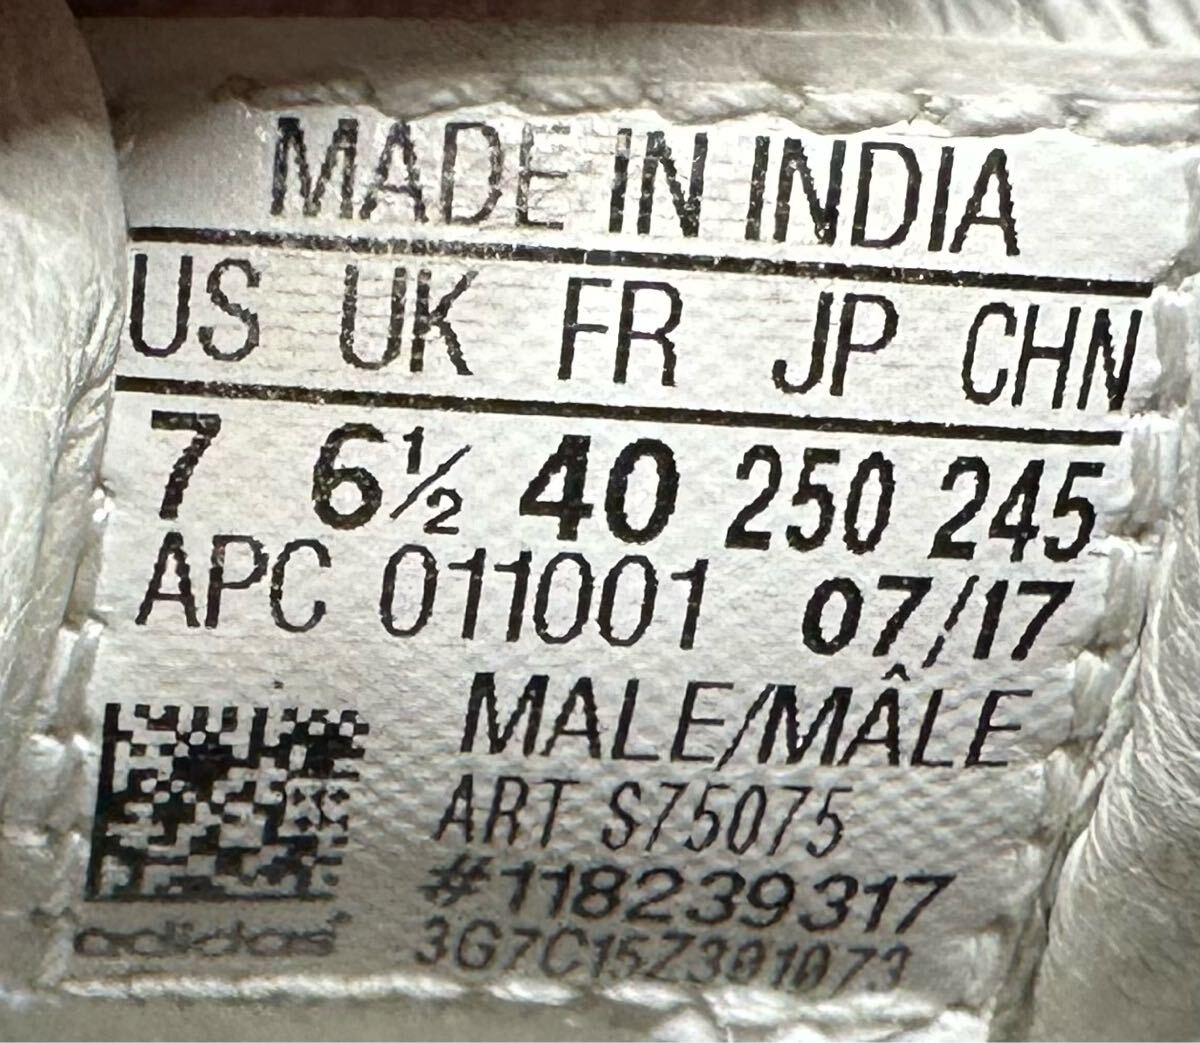 MADE IN INDIA
US UK FR JP CHN
7 6½ 40 250 245
APC 011001 07/17
MALE/MÂLE
ART S75075
#118239317
adidas
3G7C15Z301073